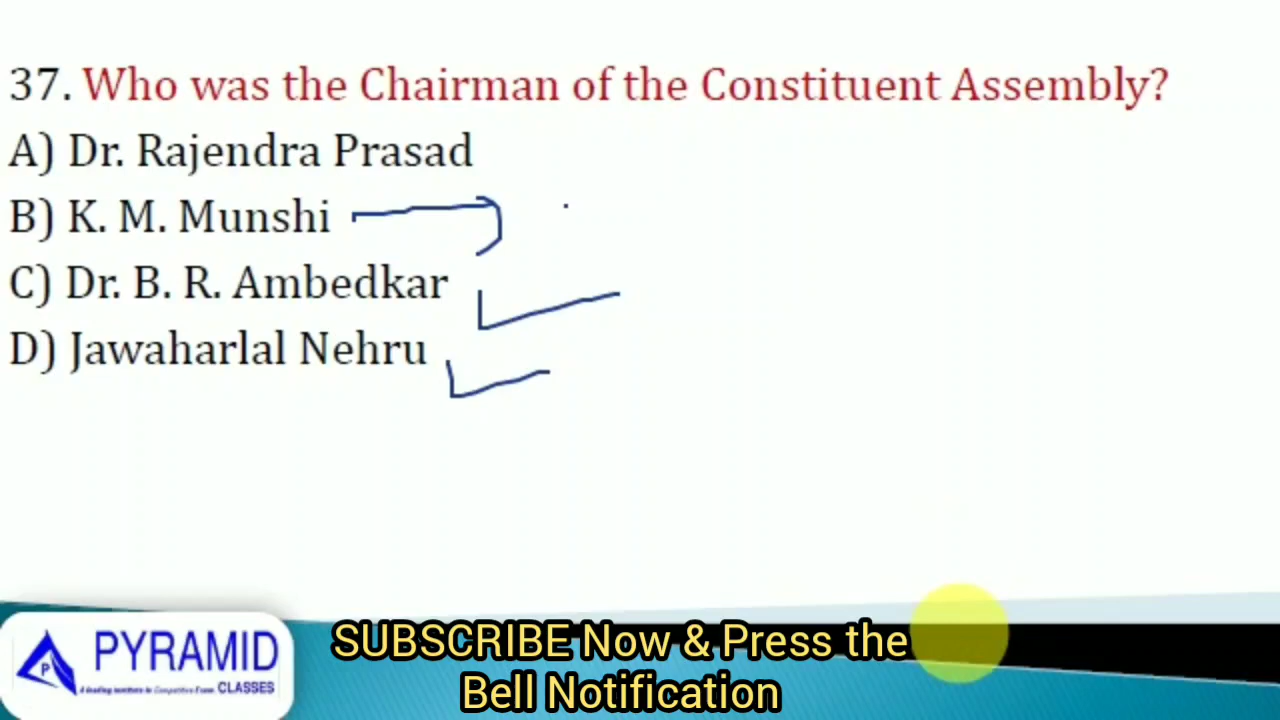 37. Who was the Chairman of the Constituent Assembly?
A) Dr. Rajendra Prasad
B) K. M. Munshi
C) Dr. B. R. Ambedkar
D) Jawaharlal Nehru
PYRAMID
A leading institute in Competitive Exam CLASSES
SUBSCRIBE Now & Press the
Bell Notification